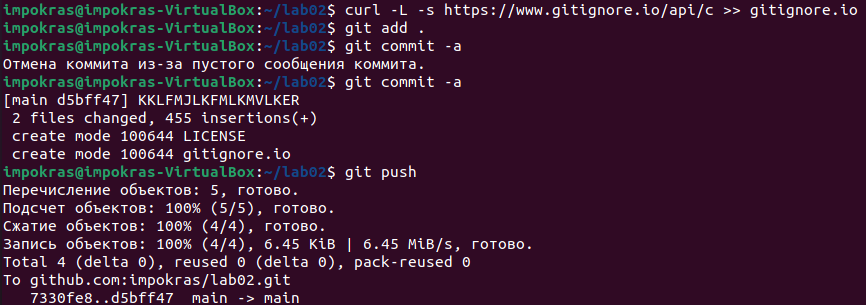 impokras@impokras-VirtualBox:~/lab02$ curl -L -s https://www.gitignore.io/api/c >> gitignore.io
impokras@impokras-VirtualBox:~/lab02$ git add .
impokras@impokras-VirtualBox:~/lab02$ git commit -a
Отмена коммита из-за пустого сообщения коммита.
impokras@impokras-VirtualBox:~/lab02$ git commit -a
[main d5bff47] KKLFMJLKFMLKMVLKER
 2 files changed, 455 insertions(+)
 create mode 100644 LICENSE
 create mode 100644 gitignore.io
impokras@impokras-VirtualBox:~/lab02$ git push
Перечисление объектов: 5, готово.
Подсчет объектов: 100% (5/5), готово.
Сжатие объектов: 100% (4/4), готово.
Запись объектов: 100% (4/4), 6.45 KiB | 6.45 MiB/s, готово.
Total 4 (delta 0), reused 0 (delta 0), pack-reused 0
To github.com:impokras/lab02.git
   7330fe8..d5bff47  main -> main